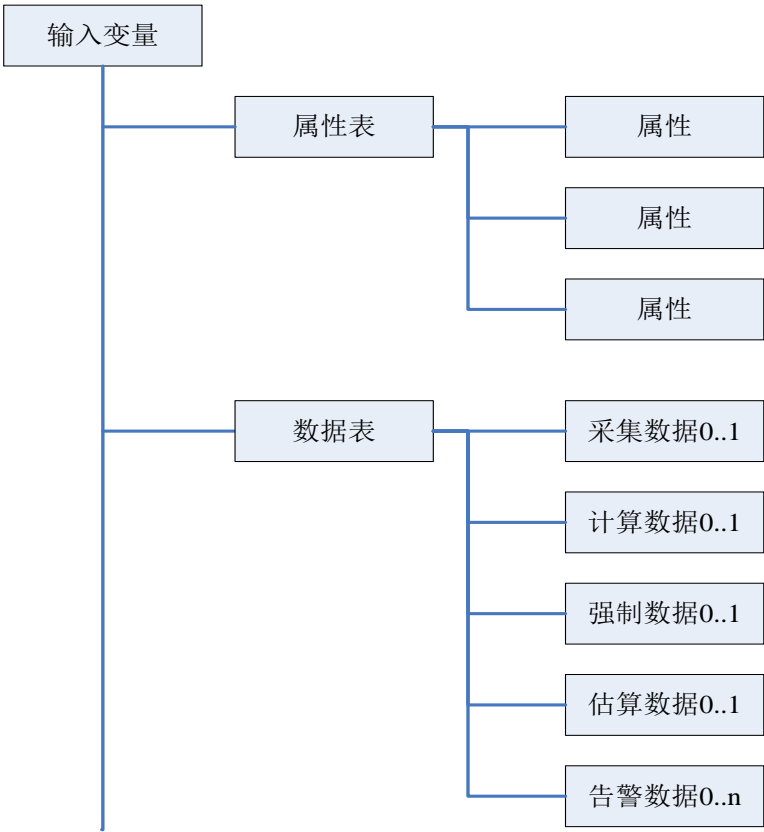 输入变量
属性表
属性
属性
属性
数据表
采集数据0..1
计算数据0..1
强制数据0..1
估算数据0..1
告警数据0..n